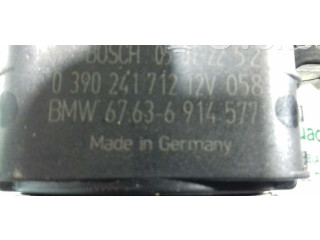 BOSCH
0 390 241 712 12V 058
BMW 67.63-6 914 577
Made in Germany